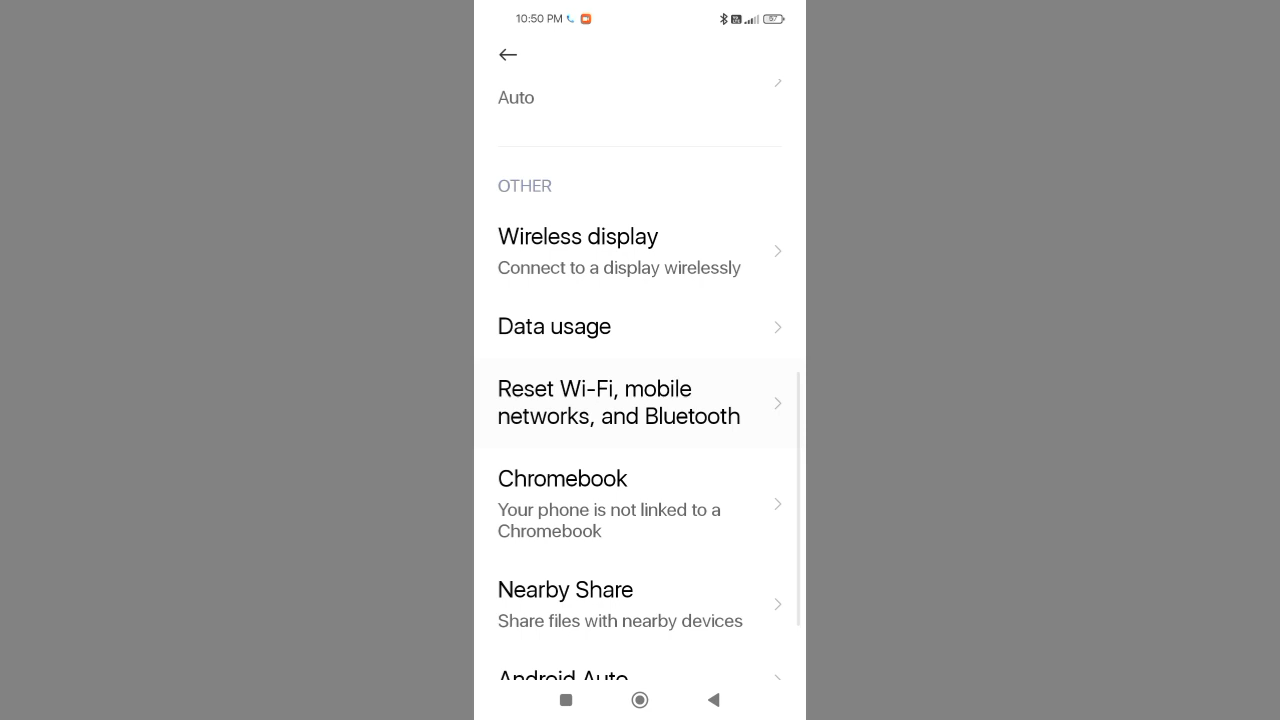 10:50 PM
57
Auto
OTHER
Wireless display
Connect to a display wirelessly
Data usage
Reset Wi-Fi, mobile
networks, and Bluetooth
Chromebook
Your phone is not linked to a
Chromebook
Nearby Share
Share files with nearby devices
Android Auto